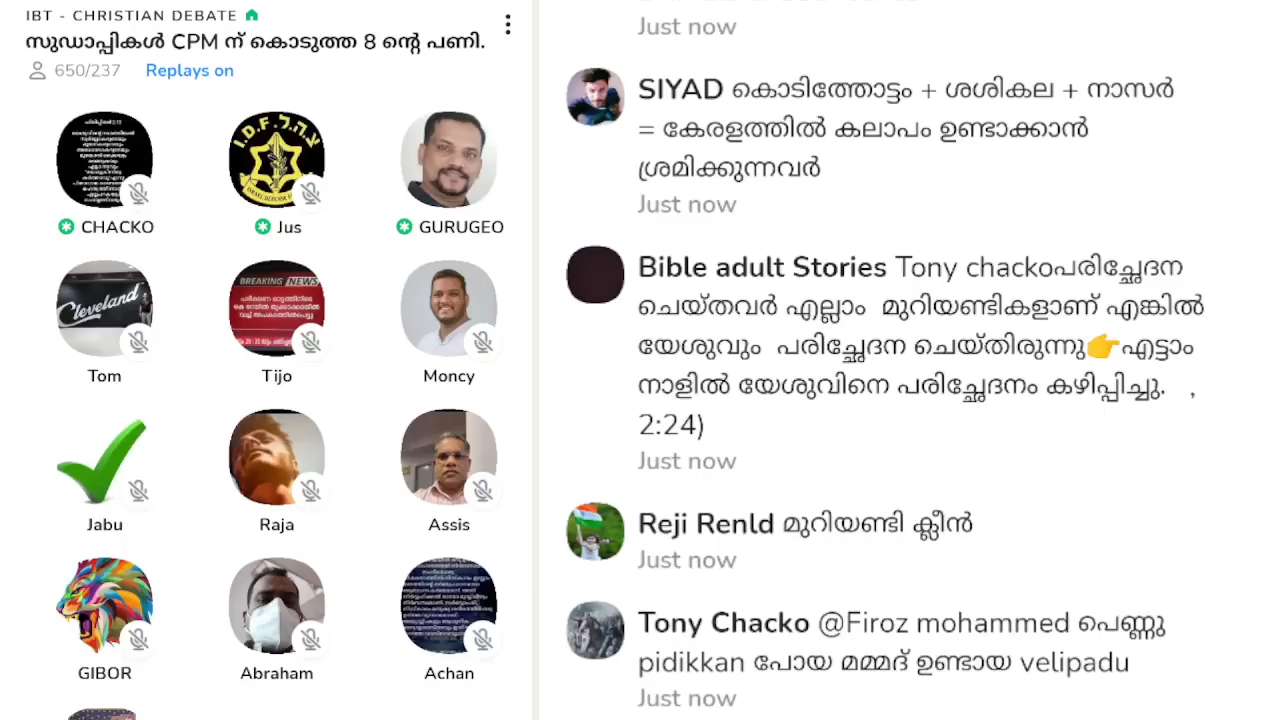 IBT - CHRISTIAN DEBATE
സുഡാപ്പികൾ CPM ന് കൊടുത്ത 8 ന്റെ പണി.
650/237 Replays on
CHACKO Jus GURUGEO
Cleveland
BREAKING NEWS
Tom Tijo Moncy
Jabu Raja Assis
GIBOR Abraham Achan
Just now
SIYAD കൊടിത്തോട്ടം + ശശികല + നാസർ
= കേരളത്തിൽ കലാപം ഉണ്ടാക്കാൻ
ശ്രമിക്കുന്നവർ
Just now
Bible adult Stories Tony chackoപരിച്ഛേദന
ചെയ്തവർ എല്ലാം മുറിയണ്ടികളാണ് എങ്കിൽ
യേശുവും പരിച്ഛേദന ചെയ്തിരുന്നു👉എട്ടാം
നാളിൽ യേശുവിനെ പരിച്ഛേദനം കഴിപ്പിച്ചു. ,
2:24)
Just now
Reji Renld മുറിയണ്ടി ക്ലീൻ
Just now
Tony Chacko @Firoz mohammed പെണ്ണു
pidikkan പോയ മമ്മദ് ഉണ്ടായ velipadu
Just now